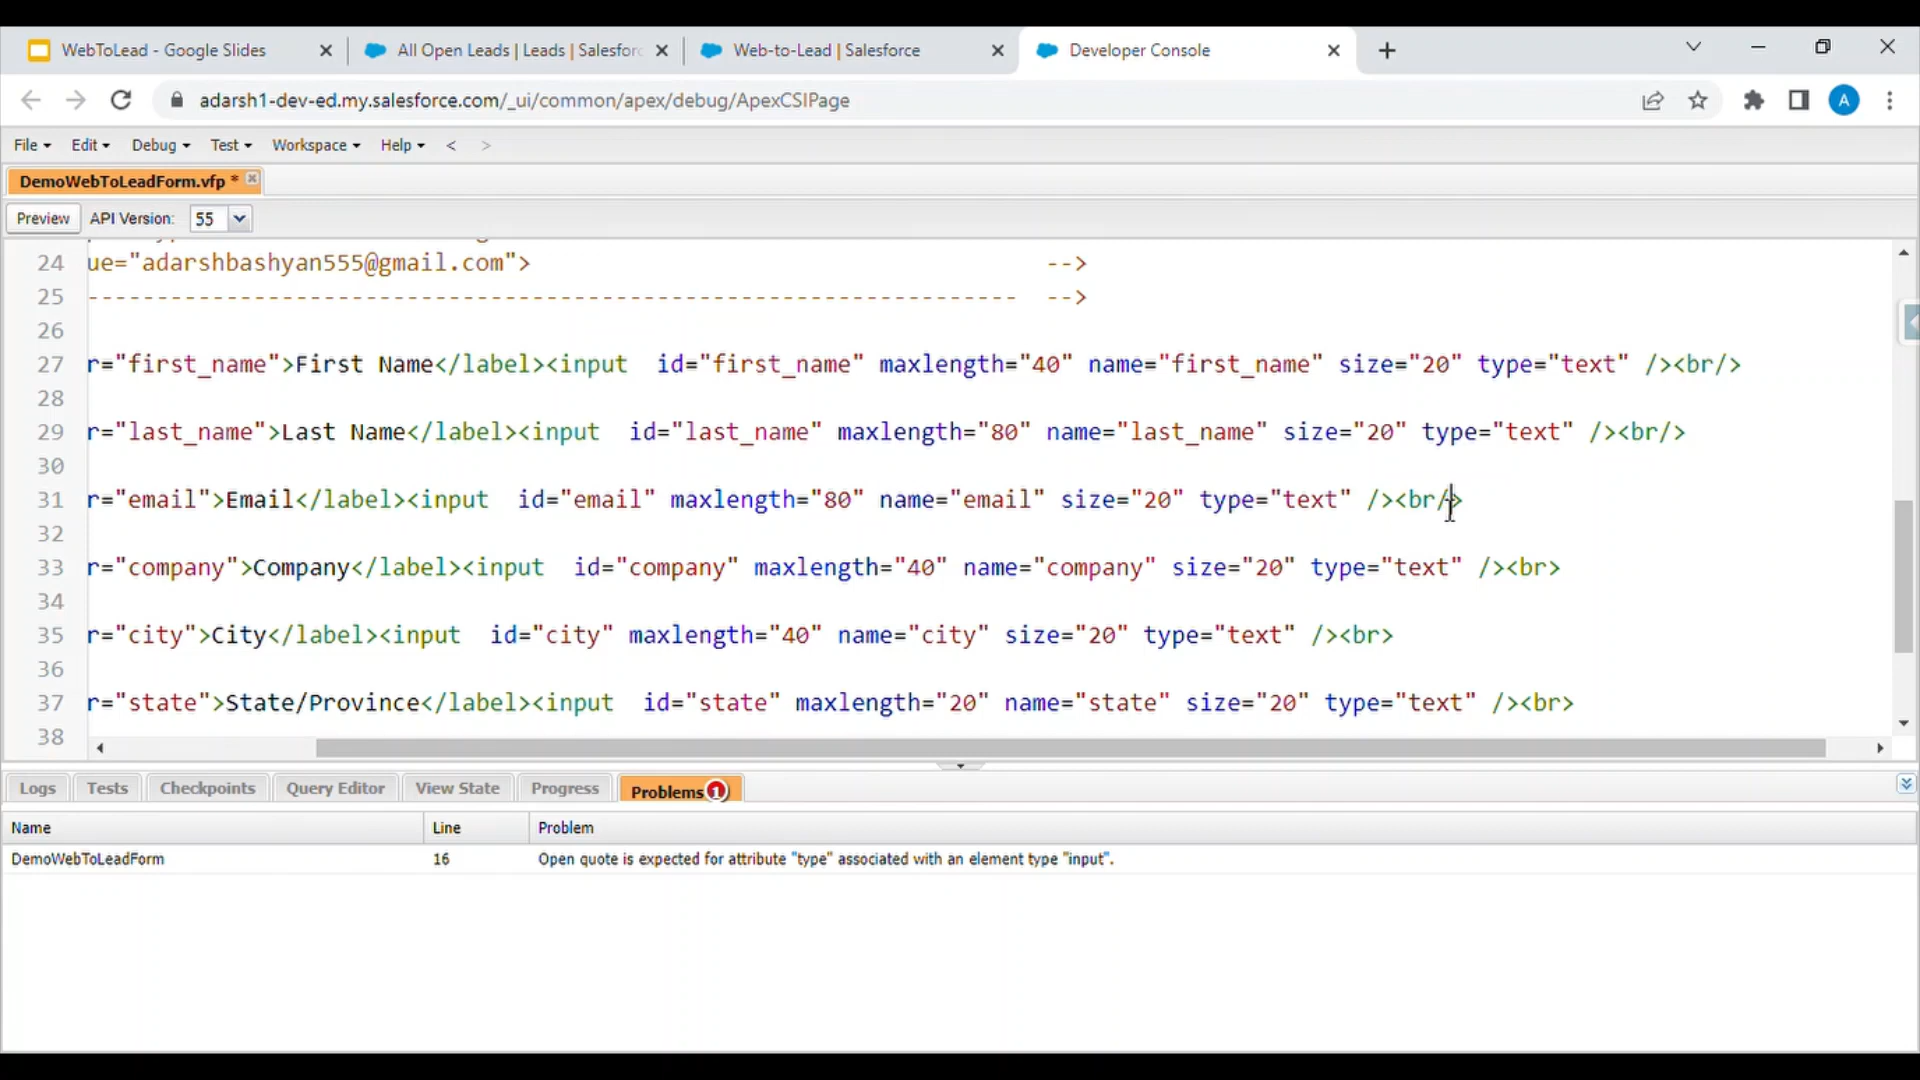 WebToLead - Google Slides
All Open Leads | Leads | Salesforc
Web-to-Lead | Salesforce
Developer Console
adarsh1-dev-ed.my.salesforce.com/_ui/common/apex/debug/ApexCSIPage
A
File Edit Debug Test Workspace Help < >
DemoWebToLeadForm.vfp *
Preview API Version: 55
24 ue="adarshbashyan555@gmail.com"> -->
25 ------------------------------------------------------------------- -->
26
27 r="first_name">First Name</label><input  id="first_name" maxlength="40" name="first_name" size="20" type="text" /><br/>
28
29 r="last_name">Last Name</label><input  id="last_name" maxlength="80" name="last_name" size="20" type="text" /><br/>
30
31 r="email">Email</label><input  id="email" maxlength="80" name="email" size="20" type="text" /><br/>
32
33 r="company">Company</label><input  id="company" maxlength="40" name="company" size="20" type="text" /><br>
34
35 r="city">City</label><input  id="city" maxlength="40" name="city" size="20" type="text" /><br>
36
37 r="state">State/Province</label><input  id="state" maxlength="20" name="state" size="20" type="text" /><br>
38
Logs Tests Checkpoints Query Editor View State Progress Problems 1
Name Line Problem
DemoWebToLeadForm 16 Open quote is expected for attribute "type" associated with an element type "input".